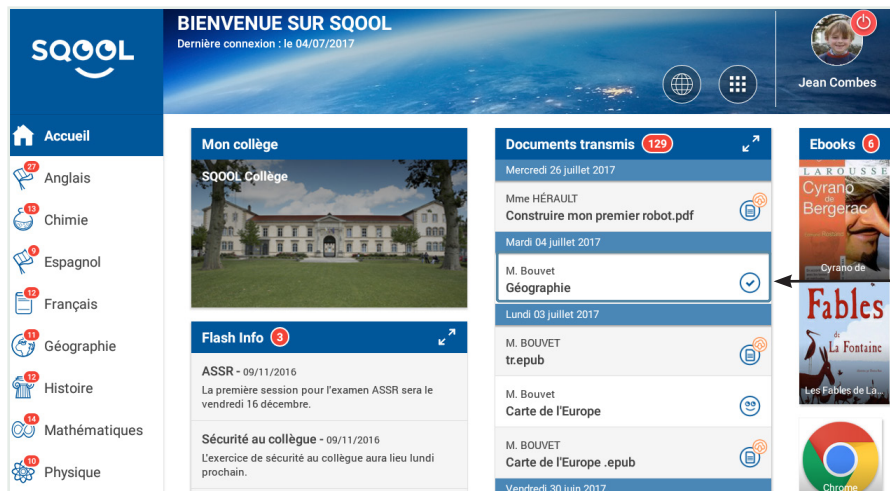 SQOOL
BIENVENUE SUR SQOOL
Dernière connexion : le 04/07/2017
Jean Combes
Accueil
27
Anglais
13
Chimie
9
Espagnol
12
Français
11
Géographie
12
Histoire
14
Mathématiques
10
Physique
Mon collège
SQOOL Collège
Flash Info 3
ASSR - 09/11/2016
La première session pour l'examen ASSR sera le
vendredi 16 décembre.
Sécurité au collègue - 09/11/2016
L'exercice de sécurité au collègue aura lieu lundi
prochain.
Documents transmis 129
Mercredi 26 juillet 2017
Mme HÉRAULT
Construire mon premier robot.pdf
Mardi 04 juillet 2017
M. Bouvet
Géographie
Lundi 03 juillet 2017
M. BOUVET
tr.epub
M. Bouvet
Carte de l'Europe
M. BOUVET
Carte de l'Europe .epub
Vendredi 30 juin 2017
Ebooks 6
LAROUSSE
Cyrano
de
Bergerac
Cyrano de
Fables
de
La Fontaine
Les Fables de La...
Chrome